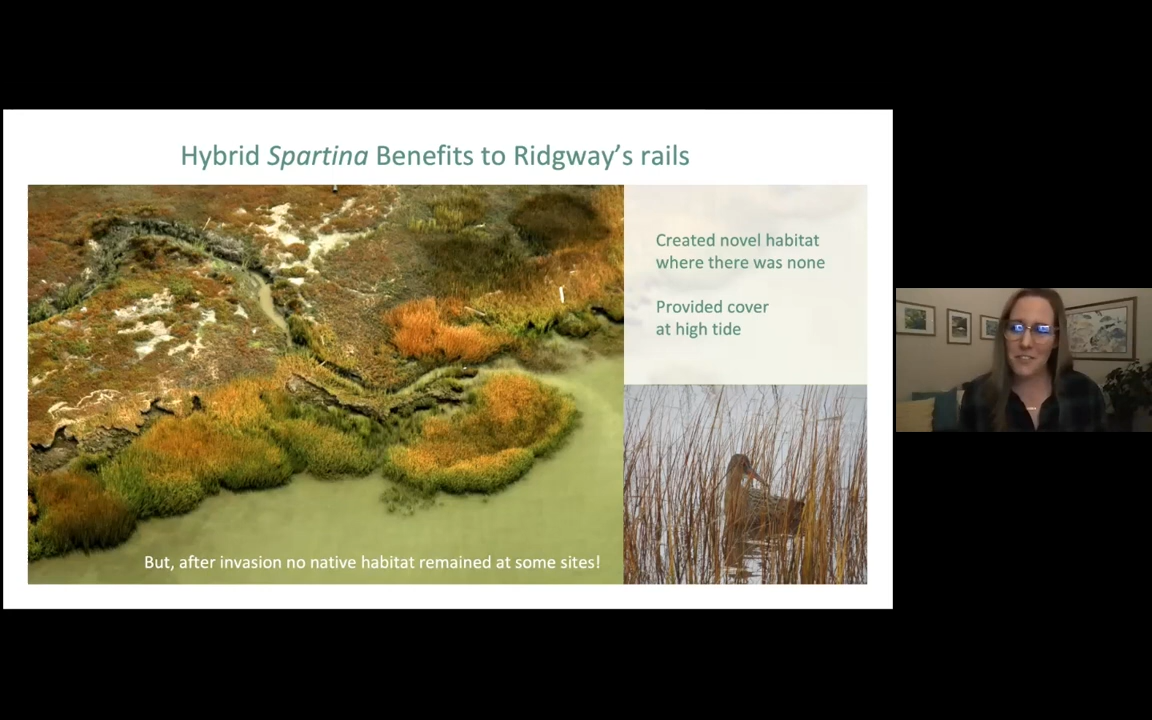 Hybrid Spartina Benefits to Ridgway's rails
Created novel habitat
where there was none
Provided cover
at high tide
But, after invasion no native habitat remained at some sites!